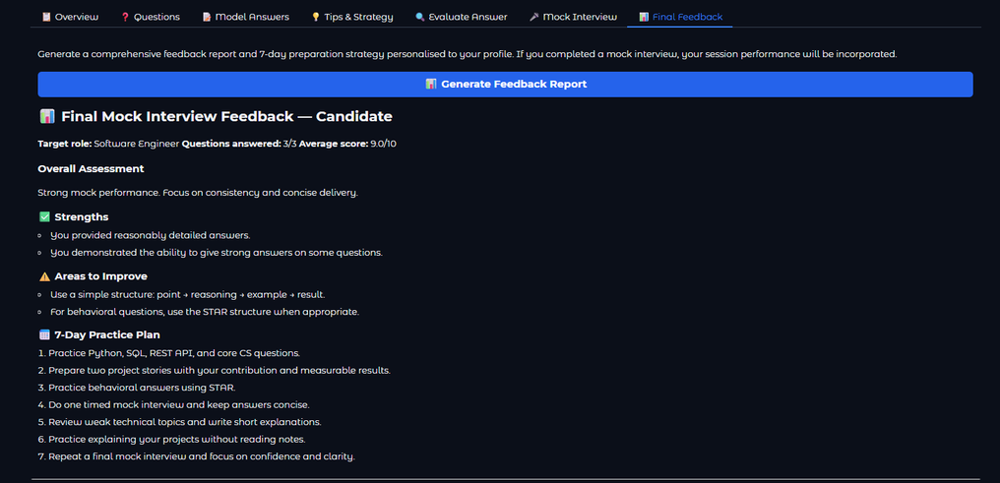 Overview Questions Model Answers Tips & Strategy Evaluate Answer Mock Interview Final Feedback
Generate a comprehensive feedback report and 7-day preparation strategy personalised to your profile. If you completed a mock interview, your session performance will be incorporated.
Generate Feedback Report
Final Mock Interview Feedback — Candidate
Target role: Software Engineer Questions answered: 3/3 Average score: 9.0/10
Overall Assessment
Strong mock performance. Focus on consistency and concise delivery.
Strengths
You provided reasonably detailed answers.
You demonstrated the ability to give strong answers on some questions.
Areas to Improve
Use a simple structure: point → reasoning → example → result.
For behavioral questions, use the STAR structure when appropriate.
7-Day Practice Plan
1. Practice Python, SQL, REST API, and core CS questions.
2. Prepare two project stories with your contribution and measurable results.
3. Practice behavioral answers using STAR.
4. Do one timed mock interview and keep answers concise.
5. Review weak technical topics and write short explanations.
6. Practice explaining your projects without reading notes.
7. Repeat a final mock interview and focus on confidence and clarity.